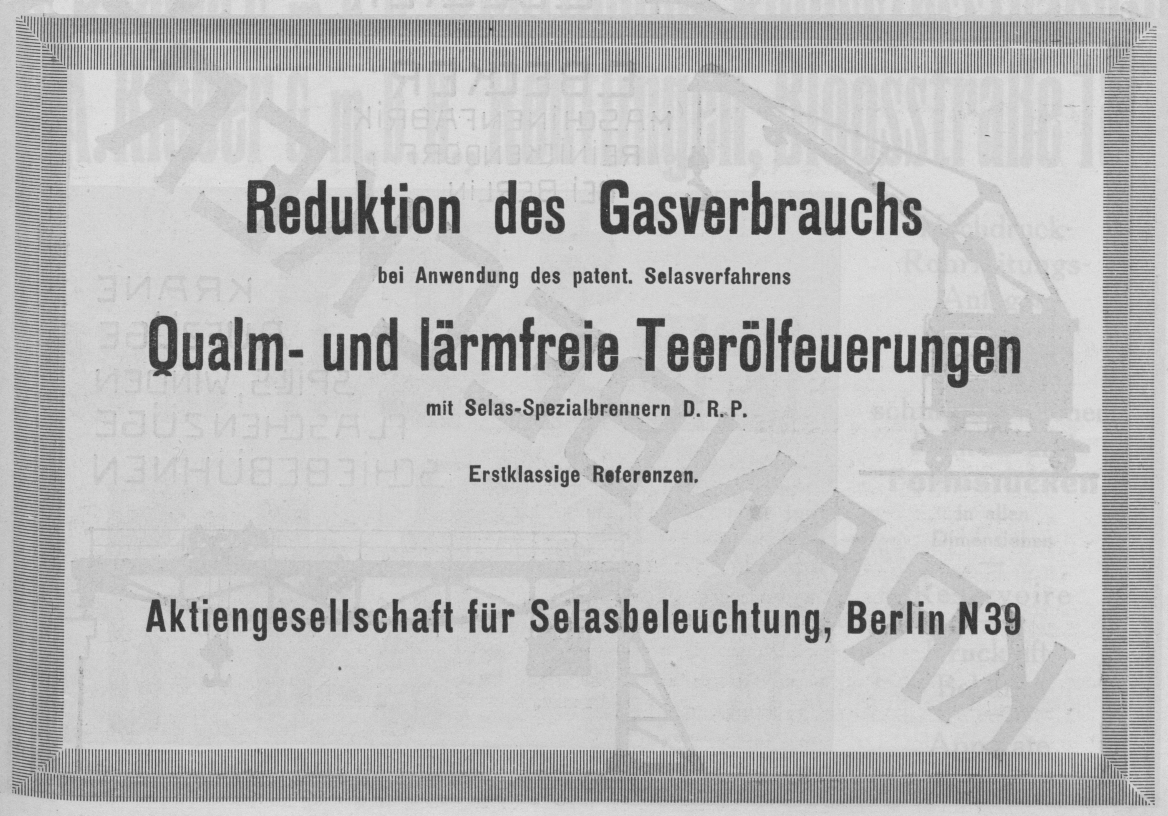 Reduktion des Gasverbrauchs
bei Anwendung des patent. Selasverfahrens
Qualm- und lärmfreie Teerölfeuerungen
mit Selas-Spezialbrennern D. R. P.
Erstklassige Referenzen.
Aktiengesellschaft für Selasbeleuchtung, Berlin N 39